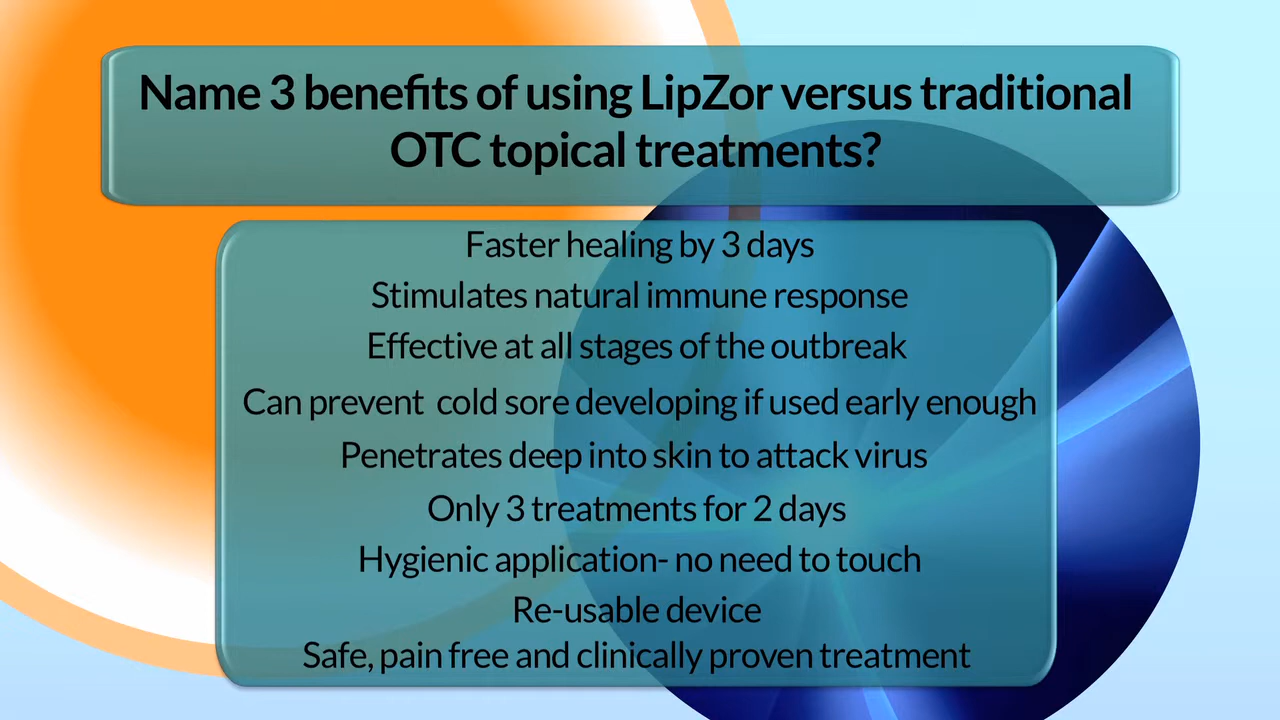 Name 3 benefits of using LipZor versus traditional
OTC topical treatments?
Faster healing by 3 days
Stimulates natural immune response
Effective at all stages of the outbreak
Can prevent  cold sore developing if used early enough
Penetrates deep into skin to attack virus
Only 3 treatments for 2 days
Hygienic application- no need to touch
Re-usable device
Safe, pain free and clinically proven treatment